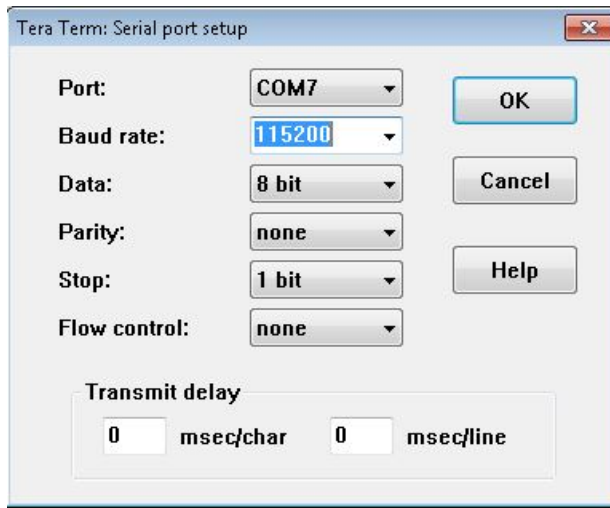 Tera Term: Serial port setup
Port: COM7
OK
Baud rate: 115200
Data: 8 bit
Cancel
Parity: none
Stop: 1 bit
Help
Flow control: none
Transmit delay
0 msec/char 0 msec/line